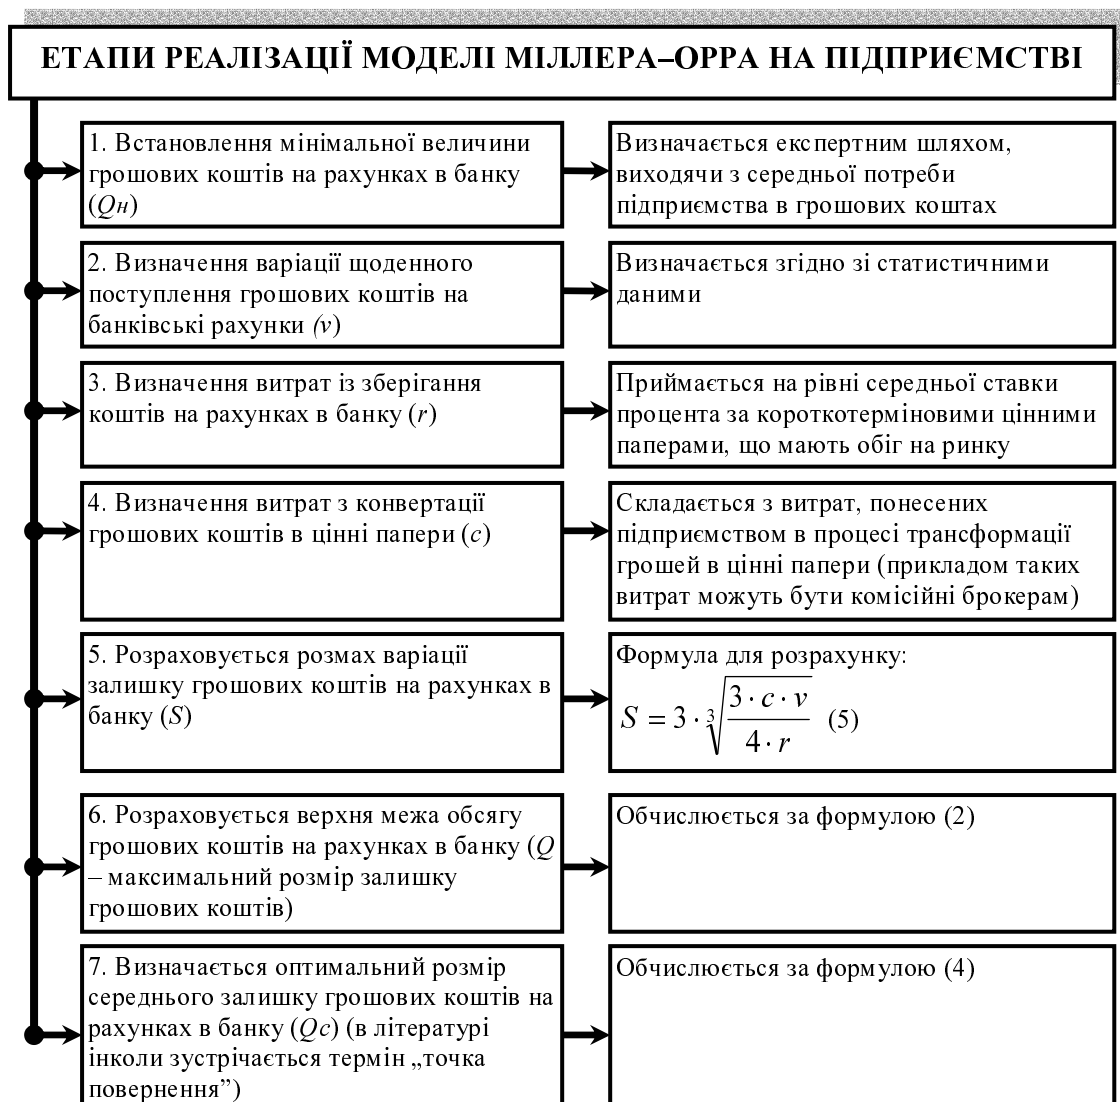 ЕТАПИ РЕАЛІЗАЦІЇ МОДЕЛІ МІЛЛЕРА–ОРРА НА ПІДПРИЄМСТВІ
1. Встановлення мінімальної величини
грошових коштів на рахунках в банку
(Qн)
Визначається експертним шляхом,
виходячи з середньої потреби
підприємства в грошових коштах
2. Визначення варіації щоденного
поступлення грошових коштів на
банківські рахунки (v)
Визначається згідно зі статистичними
даними
3. Визначення витрат із зберігання
коштів на рахунках в банку (r)
Приймається на рівні середньої ставки
процента за короткотерміновими цінними
паперами, що мають обіг на ринку
4. Визначення витрат з конвертації
грошових коштів в цінні папери (с)
Складається з витрат, понесених
підприємством в процесі трансформації
грошей в цінні папери (прикладом таких
витрат можуть бути комісійні брокерам)
5. Розраховується розмах варіації
залишку грошових коштів на рахунках в
банку (S)
Формула для розрахунку:
S = 3 · ∛((3 · c · v) / (4 · r)) (5)
6. Розраховується верхня межа обсягу
грошових коштів на рахунках в банку (Q
– максимальний розмір залишку
грошових коштів)
Обчислюється за формулою (2)
7. Визначається оптимальний розмір
середнього залишку грошових коштів на
рахунках в банку (Qс) (в літературі
інколи зустрічається термін „точка
повернення”)
Обчислюється за формулою (4)